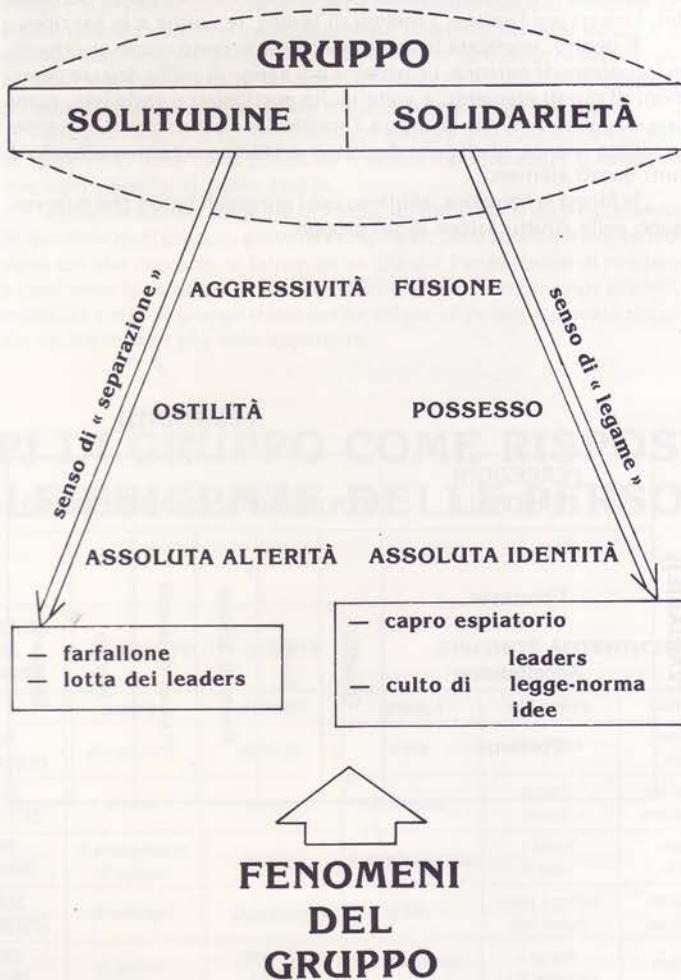 GRUPPO
SOLITUDINE SOLIDARIETÀ
senso di « separazione »
AGGRESSIVITÀ FUSIONE
senso di « legame »
OSTILITÀ POSSESSO
ASSOLUTA ALTERITÀ ASSOLUTA IDENTITÀ
— farfallone
— lotta dei leaders
— capro espiatorio
leaders
— culto di legge-norma
idee
FENOMENI
DEL
GRUPPO